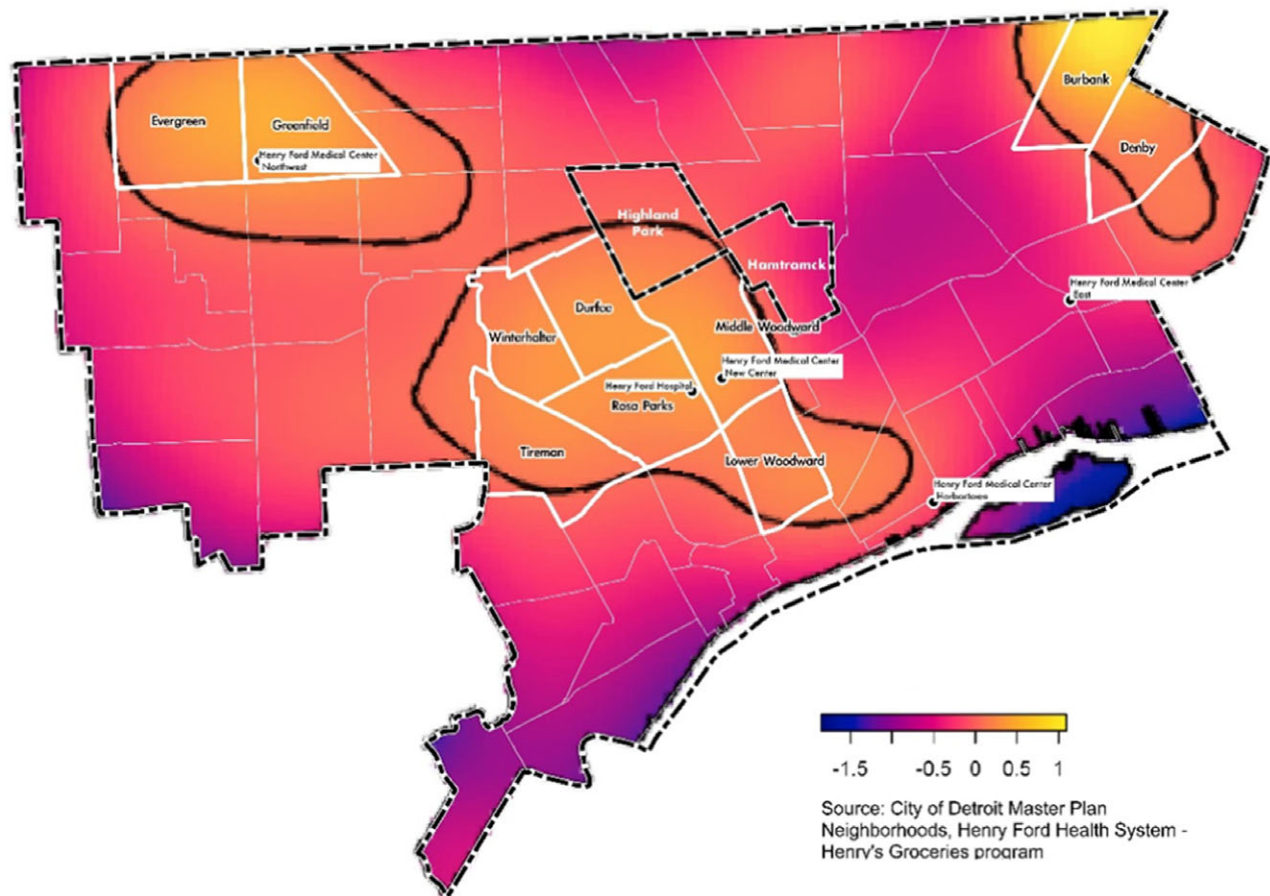 Burbank
Evergreen
Greenfield
Denby
Henry Ford Medical Center
Northwest
Highland
Park
Hamtramck
Henry Ford Medical Center
East
Durfee
Winterhalter
Middle Woodward
Henry Ford Medical Center
New Center
Henry Ford Hospital
Rosa Parks
Tireman
Lower Woodward
Henry Ford Medical Center
Harbortown
-1.5 -0.5 0 0.5 1
Source: City of Detroit Master Plan
Neighborhoods, Henry Ford Health System -
Henry's Groceries program